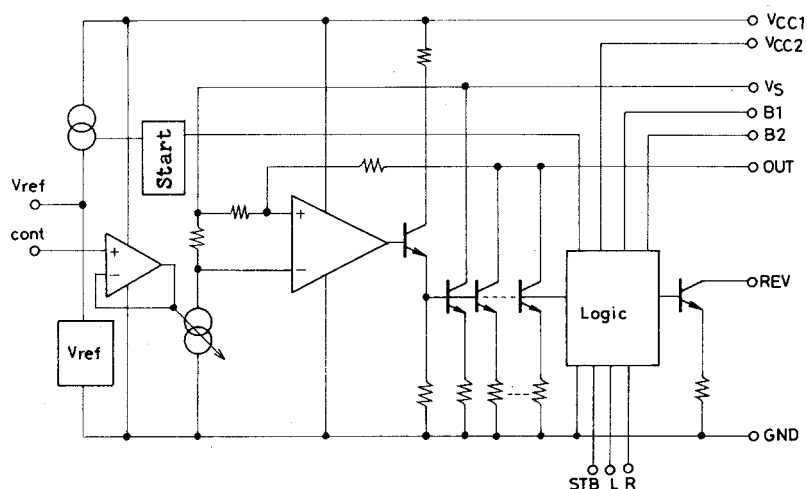 VCC1
VCC2
VS
B1
B2
Start
OUT
Vref
cont
+
−
+
−
REV
Logic
Vref
GND
STB L R